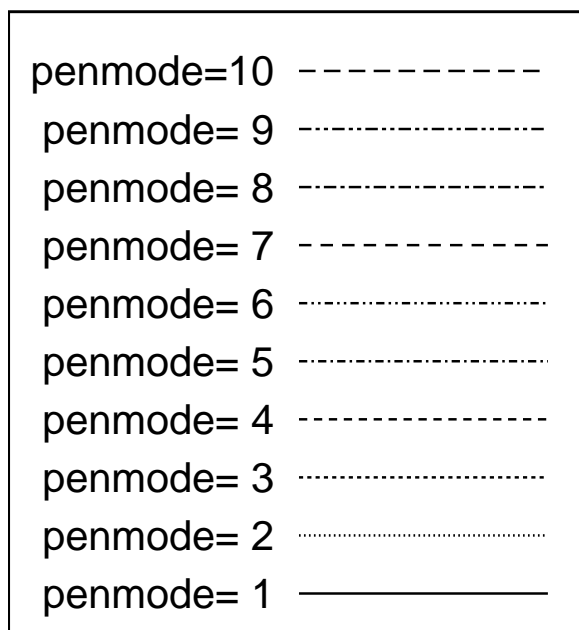 penmode=10
penmode= 9
penmode= 8
penmode= 7
penmode= 6
penmode= 5
penmode= 4
penmode= 3
penmode= 2
penmode= 1